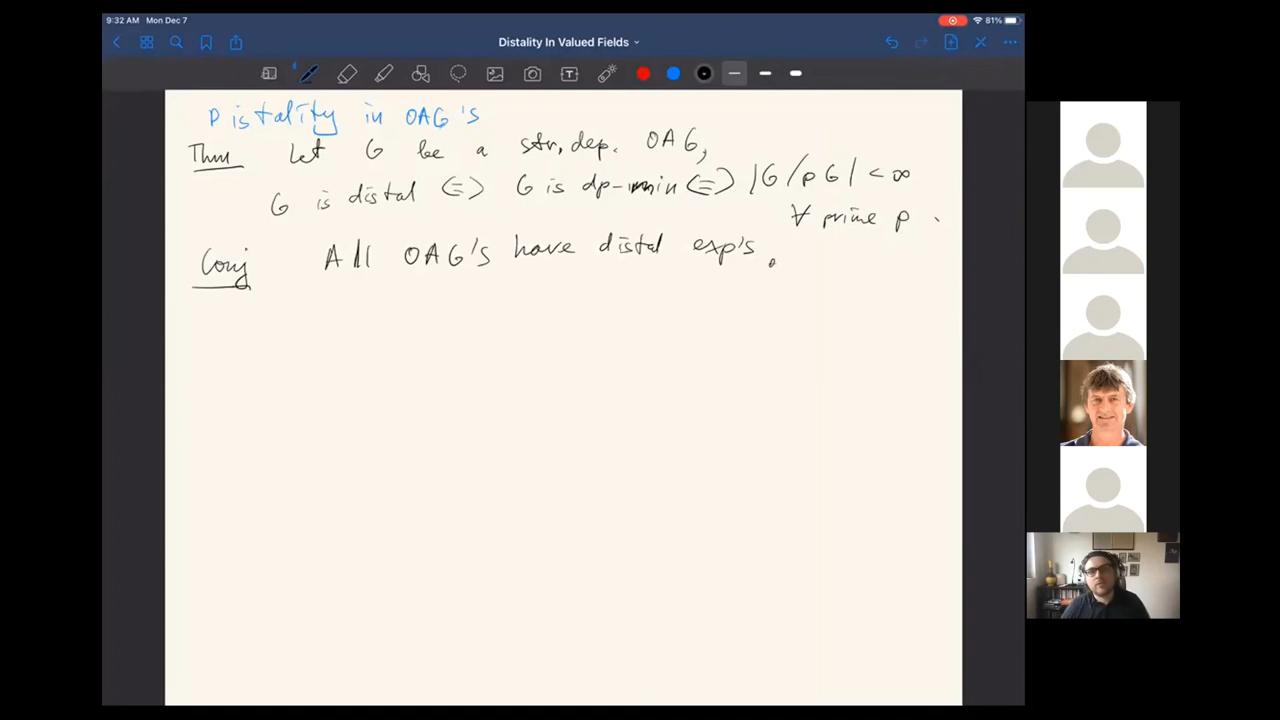 9:32 AM Mon Dec 7
81%
Distality In Valued Fields
Distality in OAG's
Thm Let G be a str. dep. OAG,
G is distal <=> G is dp-min <=> |G/pG| < ∞
∀ prime p.
Conj All OAG's have distal exp's.